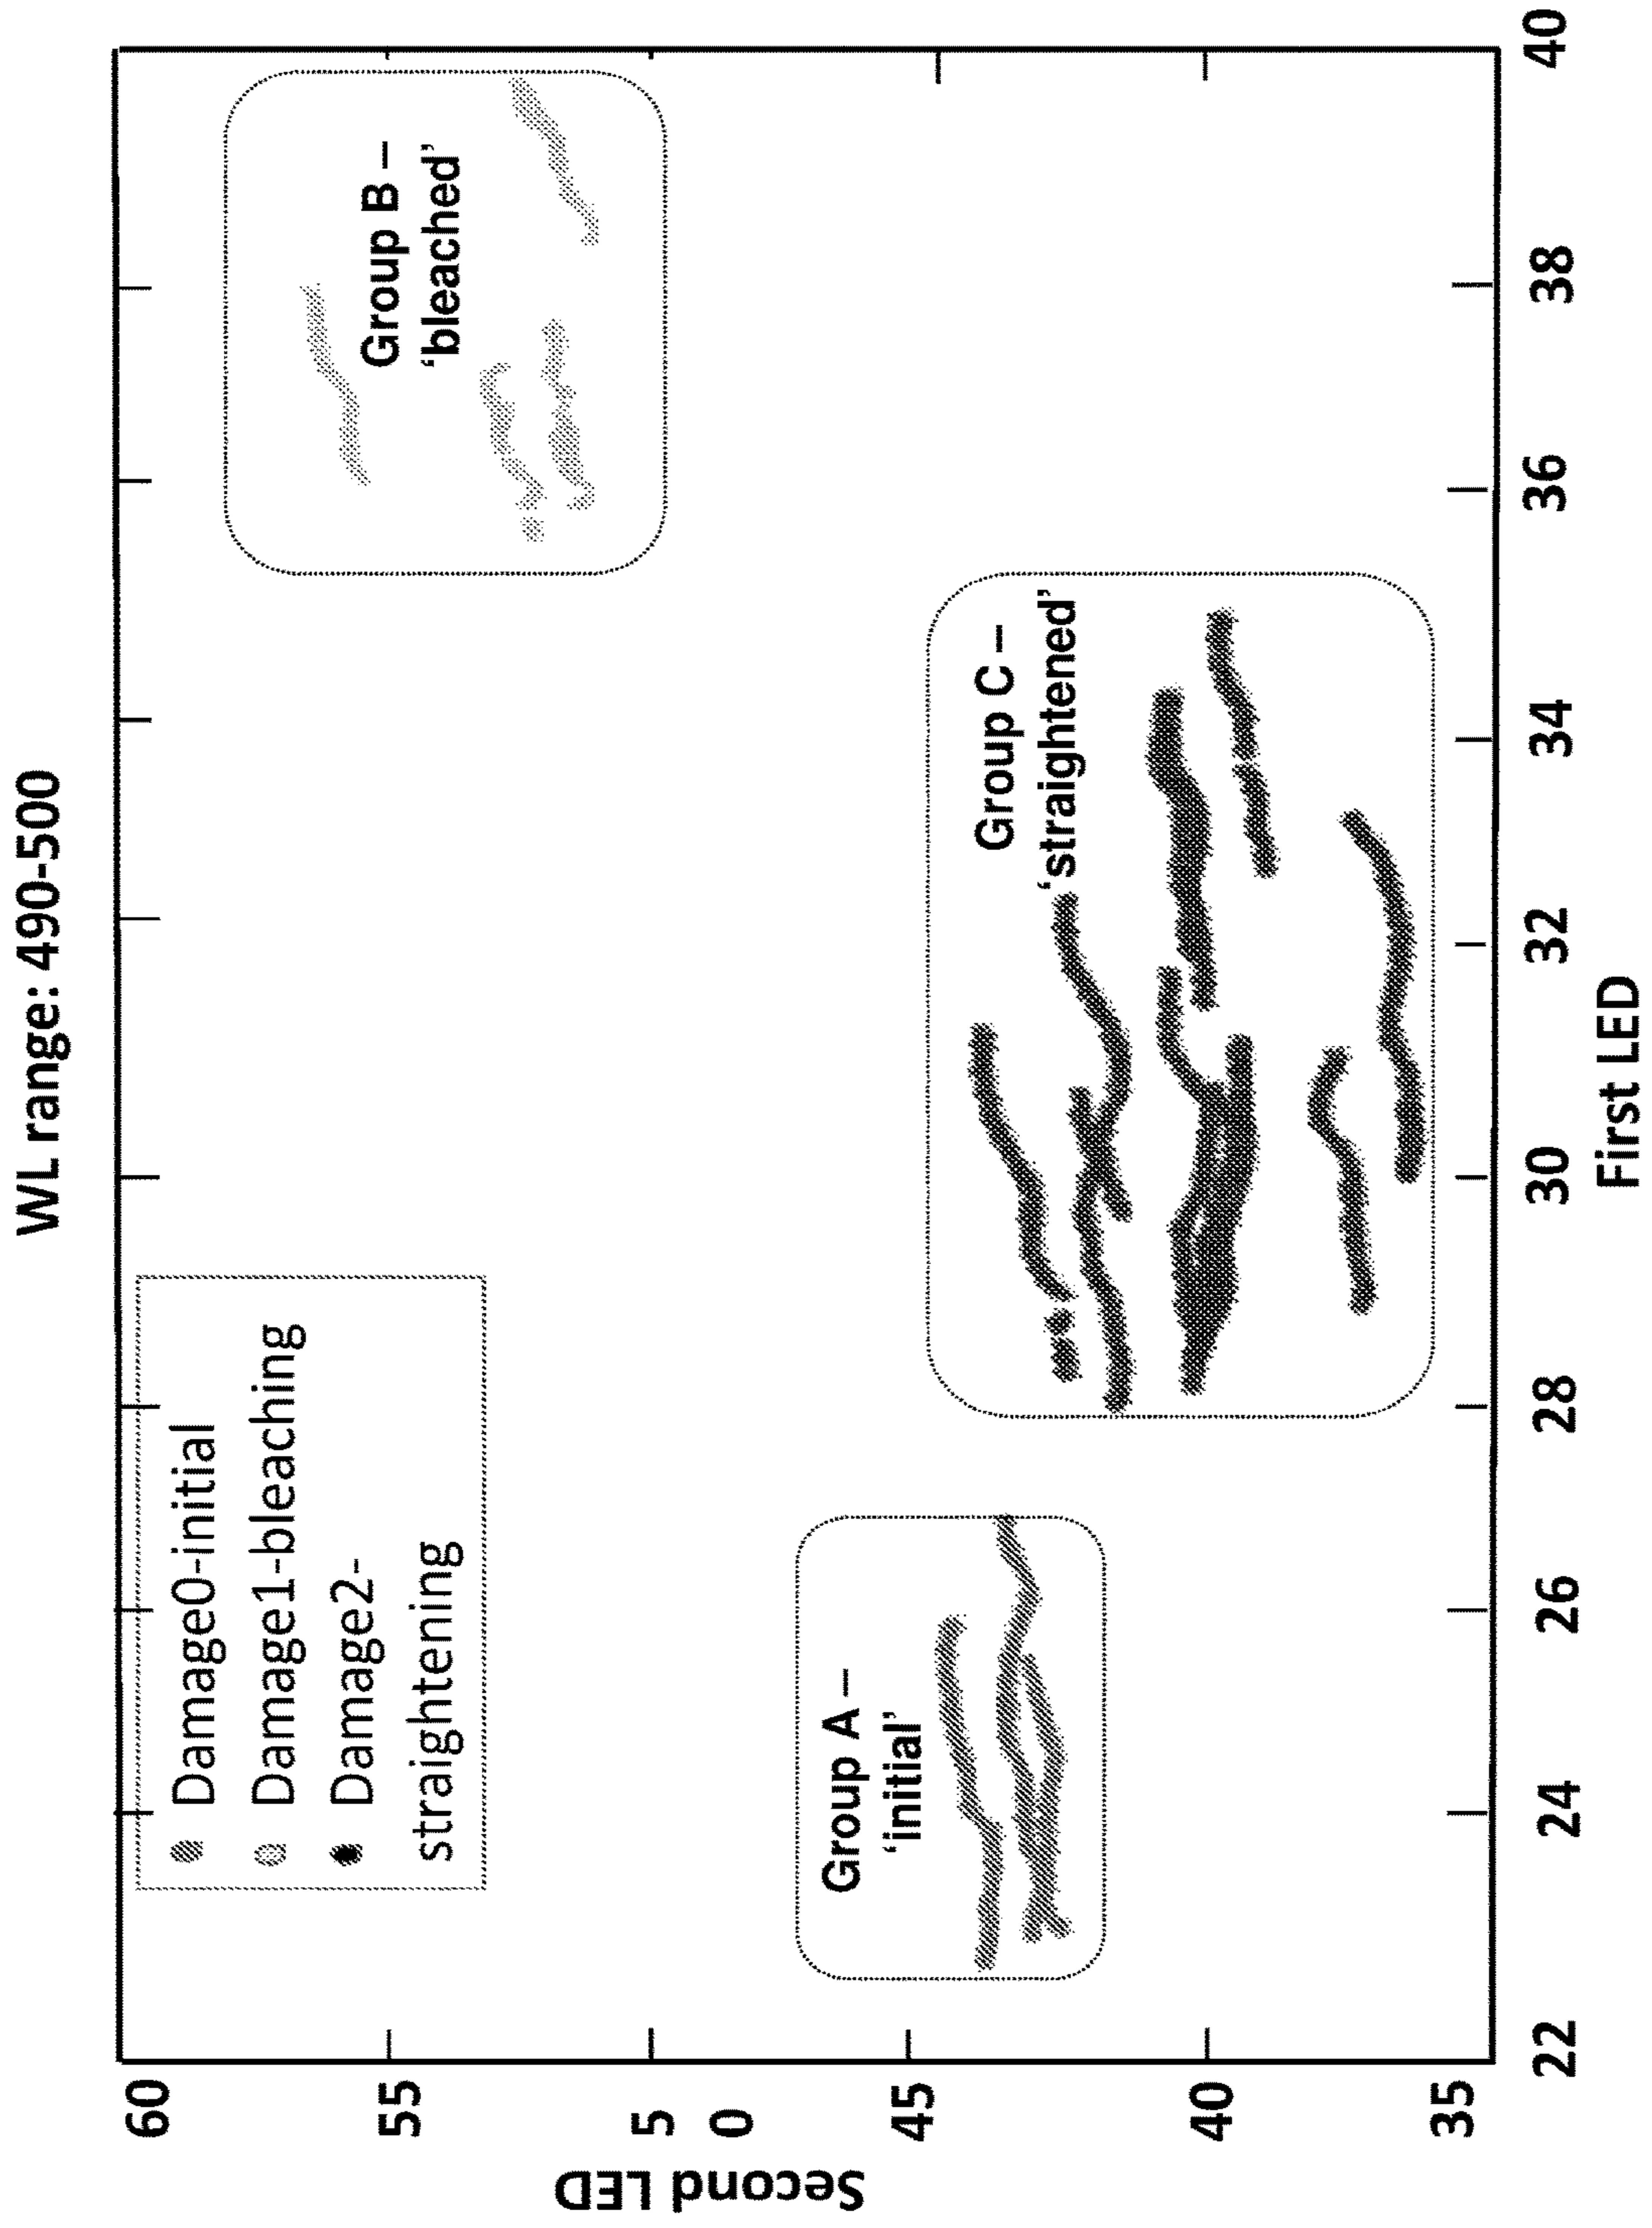 WL range: 490-500
Damage0-initial
Damage1-bleaching
Damage2-
straightening
Group A –
‘initial’
Group B –
‘bleached’
Group C –
‘straightened’
60
55
5
0
45
40
35
Second LED
22
24
26
28
30
32
34
36
38
40
First LED